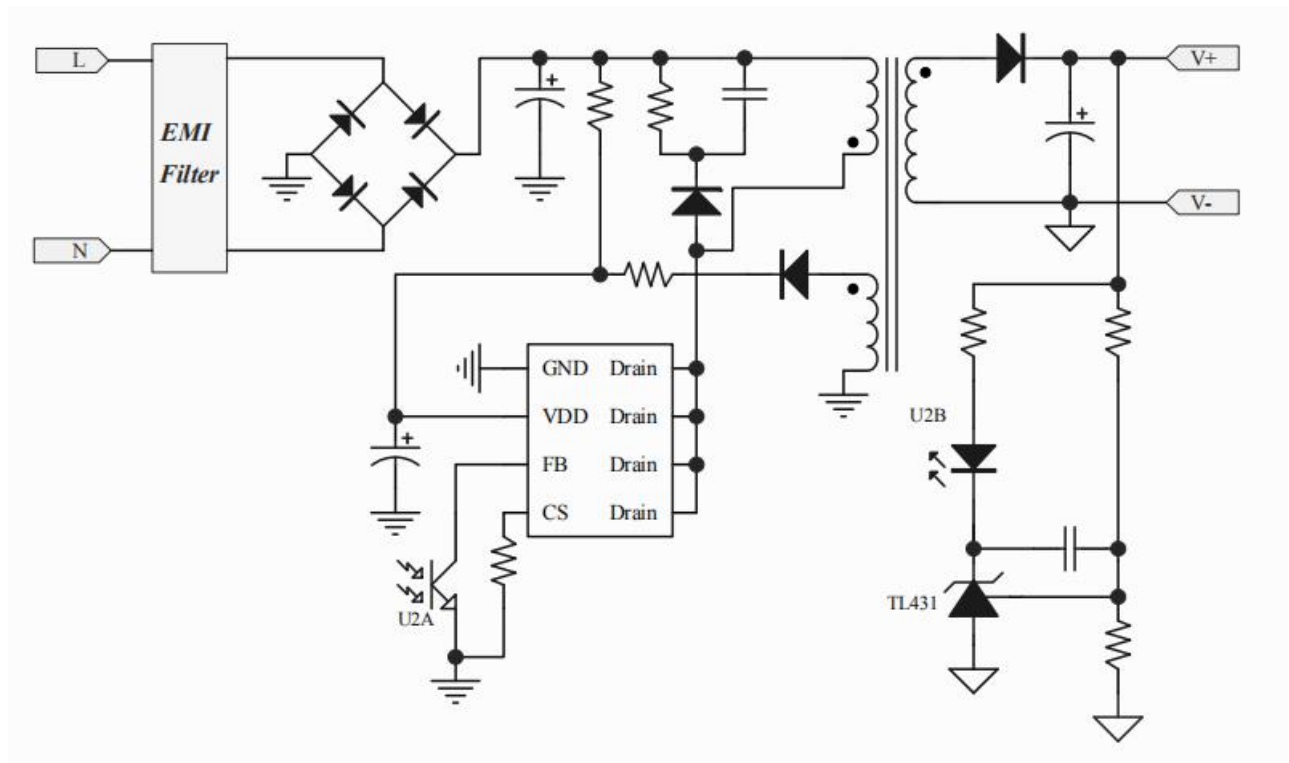 L
V+
EMI
Filter
V-
N
GND Drain
VDD Drain
FB Drain
CS Drain
U2B
TL431
U2A
+
+
+